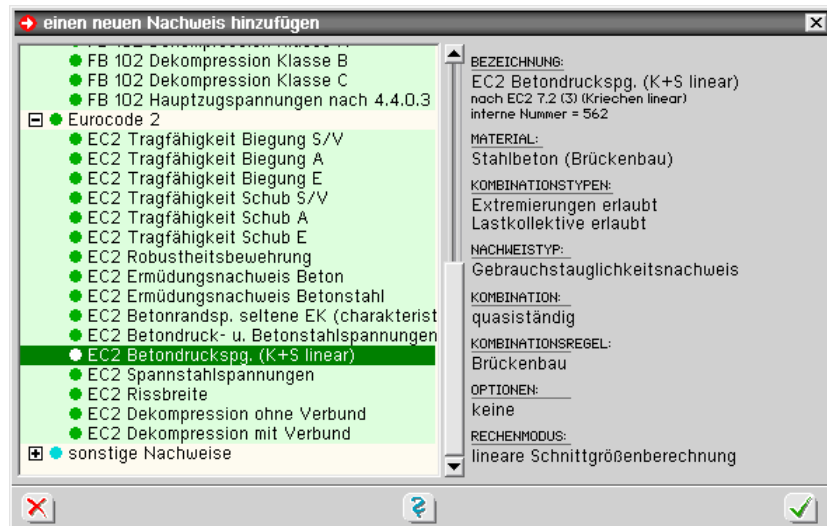 einen neuen Nachweis hinzufügen
FB 102 Dekompression Klasse B
FB 102 Dekompression Klasse C
FB 102 Hauptzugspannungen nach 4.4.0.3
Eurocode 2
EC2 Tragfähigkeit Biegung S/V
EC2 Tragfähigkeit Biegung A
EC2 Tragfähigkeit Biegung E
EC2 Tragfähigkeit Schub S/V
EC2 Tragfähigkeit Schub A
EC2 Tragfähigkeit Schub E
EC2 Robustheitsbewehrung
EC2 Ermüdungsnachweis Beton
EC2 Ermüdungsnachweis Betonstahl
EC2 Betonrandsp. seltene EK (charakterist
EC2 Betondruck- u. Betonstahlspannungen
EC2 Betondruckspg. (K+S linear)
EC2 Spannstahlspannungen
EC2 Rissbreite
EC2 Dekompression ohne Verbund
EC2 Dekompression mit Verbund
sonstige Nachweise
BEZEICHNUNG:
EC2 Betondruckspg. (K+S linear)
nach EC2 7.2 (3) (Kriechen linear)
interne Nummer = 562
MATERIAL:
Stahlbeton (Brückenbau)
KOMBINATIONSTYPEN:
Extremierungen erlaubt
Lastkollektive erlaubt
NACHWEISTYP:
Gebrauchstauglichkeitsnachweis
KOMBINATION:
quasiständig
KOMBINATIONSREGEL:
Brückenbau
OPTIONEN:
keine
RECHENMODUS:
lineare Schnittgrößenberechnung